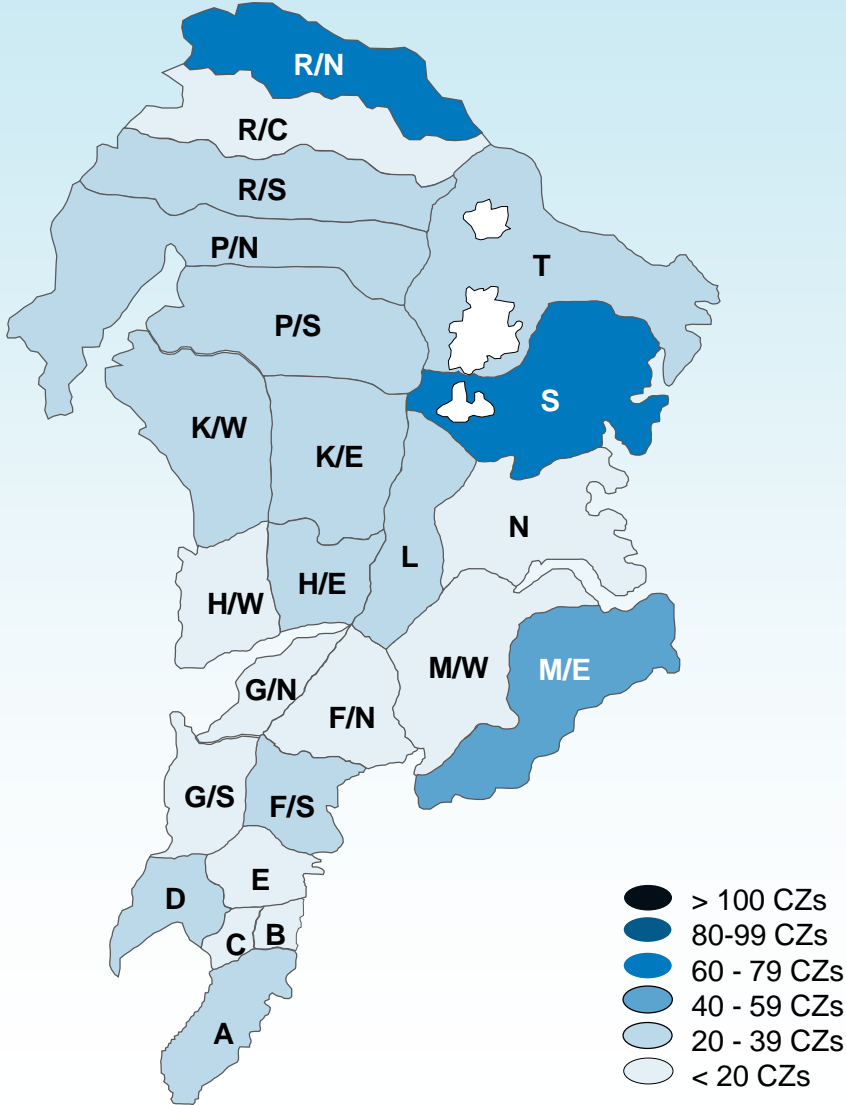 R/N
R/C
R/S
P/N
T
P/S
S
K/W
K/E
N
L
H/E
H/W
M/W
M/E
G/N
F/N
G/S
F/S
E
D
B
C
A
> 100 CZs
80-99 CZs
60 - 79 CZs
40 - 59 CZs
20 - 39 CZs
< 20 CZs